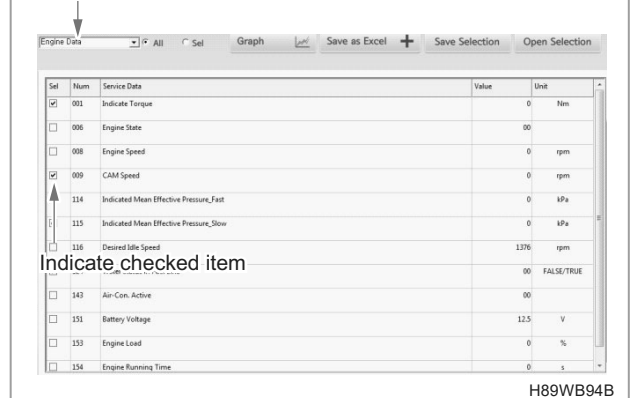 Engine Data All Sel Graph Save as Excel Save Selection Open Selection
Sel Num Service Data Value Unit
001 Indicate Torque 0 Nm
006 Engine State 00
008 Engine Speed 0 rpm
009 CAM Speed 0 rpm
114 Indicated Mean Effective Pressure_Fast 0 kPa
115 Indicated Mean Effective Pressure_Slow 0 kPa
116 Desired Idle Speed 1376 rpm
Indicate checked item
00 FALSE/TRUE
143 Air-Con. Active 00
151 Battery Voltage 12.5 V
153 Engine Load 0 %
154 Engine Running Time 0 s
H89WB94B